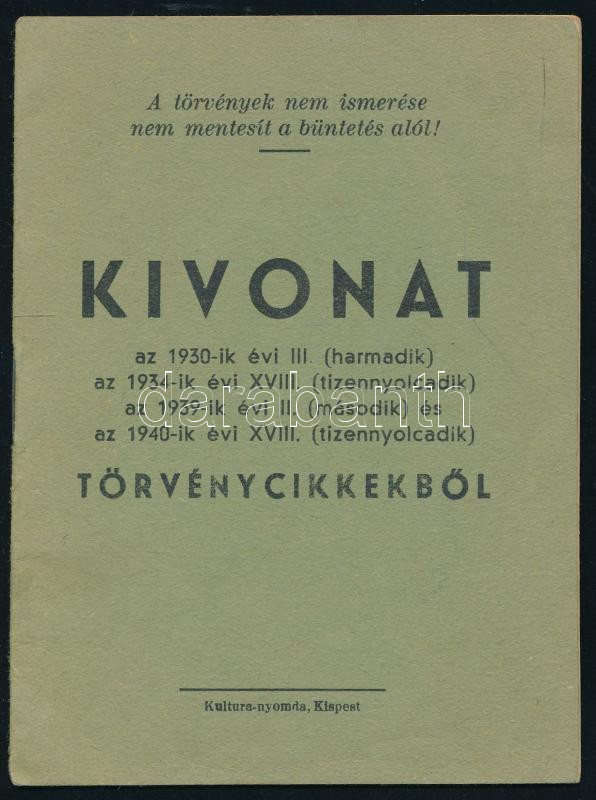 A törvények nem ismerése
nem mentesít a büntetés alól!
KIVONAT
az 1930-ik évi III. (harmadik)
az 1934-ik évi XVIII. (tizennyolcadik)
az 1939-ik évi II. (második) és
az 1940-ik évi XVIII. (tizennyolcadik)
darabanth
TÖRVÉNYCIKKEKBŐL
Kultura-nyomda, Kispest